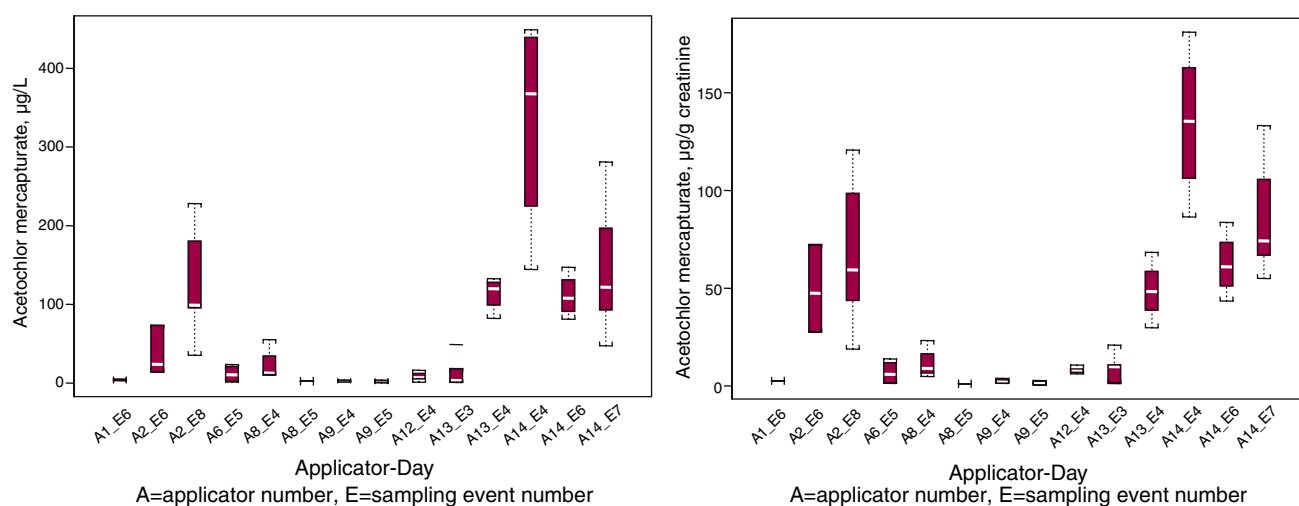 Acetochlor mercapturate, µg/L
400
300
200
100
0
A1_E6
A2_E6
A2_E8
A6_E5
A8_E4
A8_E5
A9_E4
A9_E5
A12_E4
A13_E3
A13_E4
A14_E4
A14_E6
A14_E7
Applicator-Day
A=applicator number, E=sampling event number
Acetochlor mercapturate, µg/g creatinine
150
100
50
0
A1_E6
A2_E6
A2_E8
A6_E5
A8_E4
A8_E5
A9_E4
A9_E5
A12_E4
A13_E3
A13_E4
A14_E4
A14_E6
A14_E7
Applicator-Day
A=applicator number, E=sampling event number